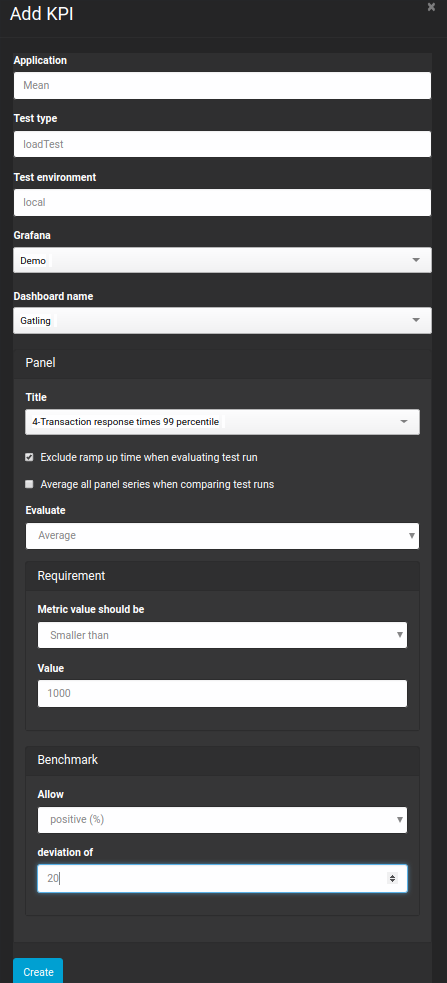 Add KPI
Application
Mean
Test type
loadTest
Test environment
local
Grafana
Demo
Dashboard name
Gatling
Panel
Title
4-Transaction response times 99 percentile
Exclude ramp up time when evaluating test run
Average all panel series when comparing test runs
Evaluate
Average
Requirement
Metric value should be
Smaller than
Value
1000
Benchmark
Allow
positive (%)
deviation of
20
Create